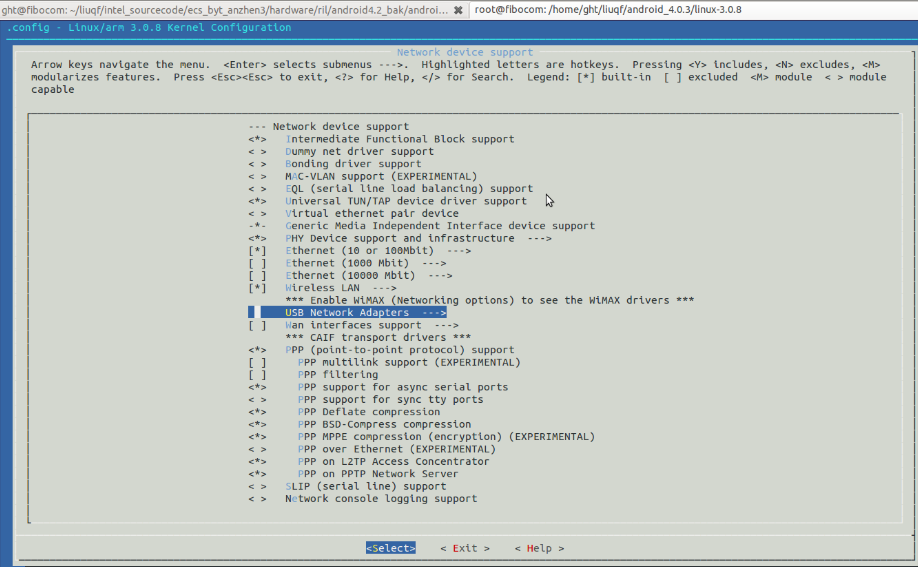 ght@fibocom: ~/liuqf/intel_sourcecode/ecs_byt_anzhen3/hardware/ril/android4.2_bak/androi... ✖ root@fibocom: /home/ght/liuqf/android_4.0.3/linux-3.0.8
.config - Linux/arm 3.0.8 Kernel Configuration
Network device support
Arrow keys navigate the menu.  <Enter> selects submenus --->.  Highlighted letters are hotkeys.  Pressing <Y> includes, <N> excludes, <M>
modularizes features.  Press <Esc><Esc> to exit, <?> for Help, </> for Search.  Legend: [*] built-in  [ ] excluded  <M> module  < > module
capable
--- Network device support
<*>   Intermediate Functional Block support
< >   Dummy net driver support
< >   Bonding driver support
< >   MAC-VLAN support (EXPERIMENTAL)
< >   EQL (serial line load balancing) support
<*>   Universal TUN/TAP device driver support
< >   Virtual ethernet pair device
-*-   Generic Media Independent Interface device support
<*>   PHY Device support and infrastructure  --->
[*]   Ethernet (10 or 100Mbit)  --->
[ ]   Ethernet (1000 Mbit)  --->
[ ]   Ethernet (10000 Mbit)  --->
[*]   Wireless LAN  --->
*** Enable WiMAX (Networking options) to see the WiMAX drivers ***
USB Network Adapters  --->
[ ]   Wan interfaces support  --->
*** CAIF transport drivers ***
<*>   PPP (point-to-point protocol) support
[ ]     PPP multilink support (EXPERIMENTAL)
[ ]     PPP filtering
<*>     PPP support for async serial ports
< >     PPP support for sync tty ports
<*>     PPP Deflate compression
<*>     PPP BSD-Compress compression
<*>     PPP MPPE compression (encryption) (EXPERIMENTAL)
< >     PPP over Ethernet (EXPERIMENTAL)
<*>     PPP on L2TP Access Concentrator
<*>     PPP on PPTP Network Server
< >   SLIP (serial line) support
< >   Network console logging support
<Select>    < Exit >    < Help >